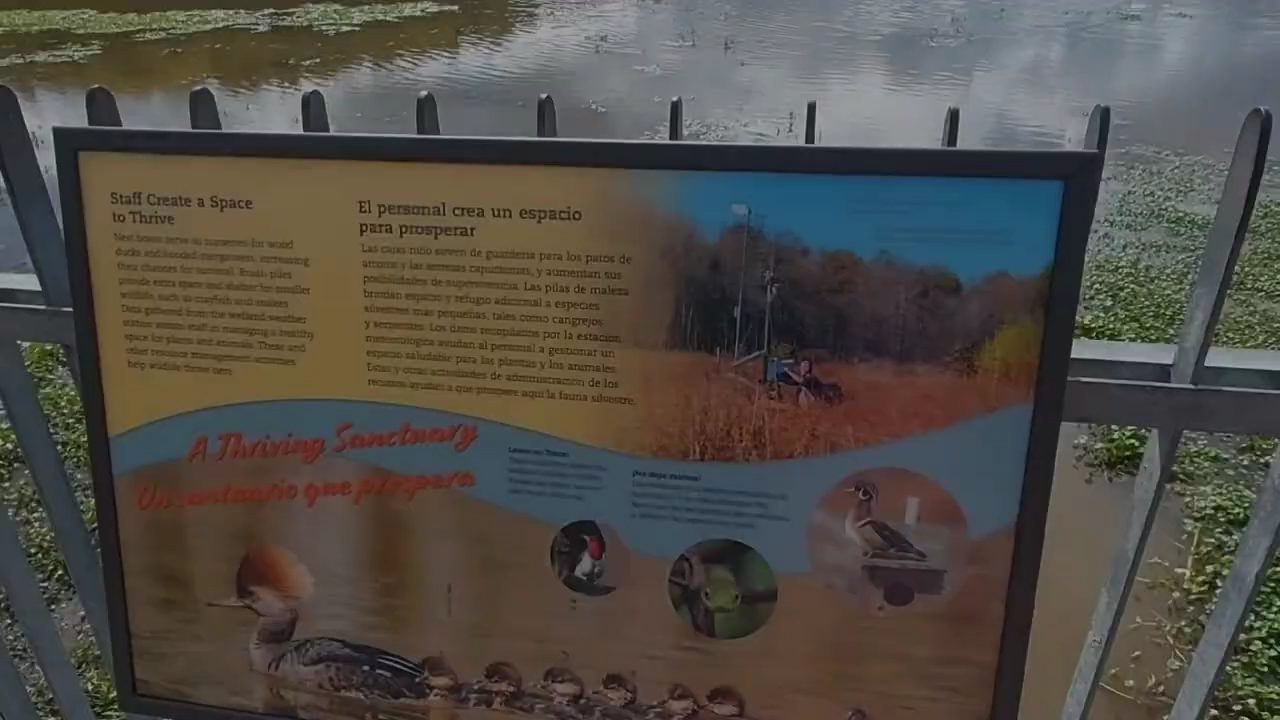 Staff Create a Space
to Thrive
Nest boxes serve as nurseries for wood
ducks and hooded mergansers, increasing
their chances for survival. Brush piles
provide extra space and shelter for smaller
wildlife, such as crayfish and snakes.
Data gathered from the wetland weather
station assists staff in managing a healthy
space for plants and animals. These and
other resource management activities
help wildlife thrive here.
El personal crea un espacio
para prosperar
Las cajas nido sirven de guardería para los patos de
arcoíris y las serretas capuchonas, y aumentan sus
posibilidades de supervivencia. Las pilas de maleza
brindan espacio y refugio adicional a especies
silvestres más pequeñas, tales como cangrejos
y serpientes. Los datos recopilados por la estación
meteorológica ayudan al personal a gestionar un
espacio saludable para las plantas y los animales.
Estas y otras actividades de administración de los
recursos ayudan a que prospere aquí la fauna silvestre.
A Thriving Sanctuary
Un santuario que prospera